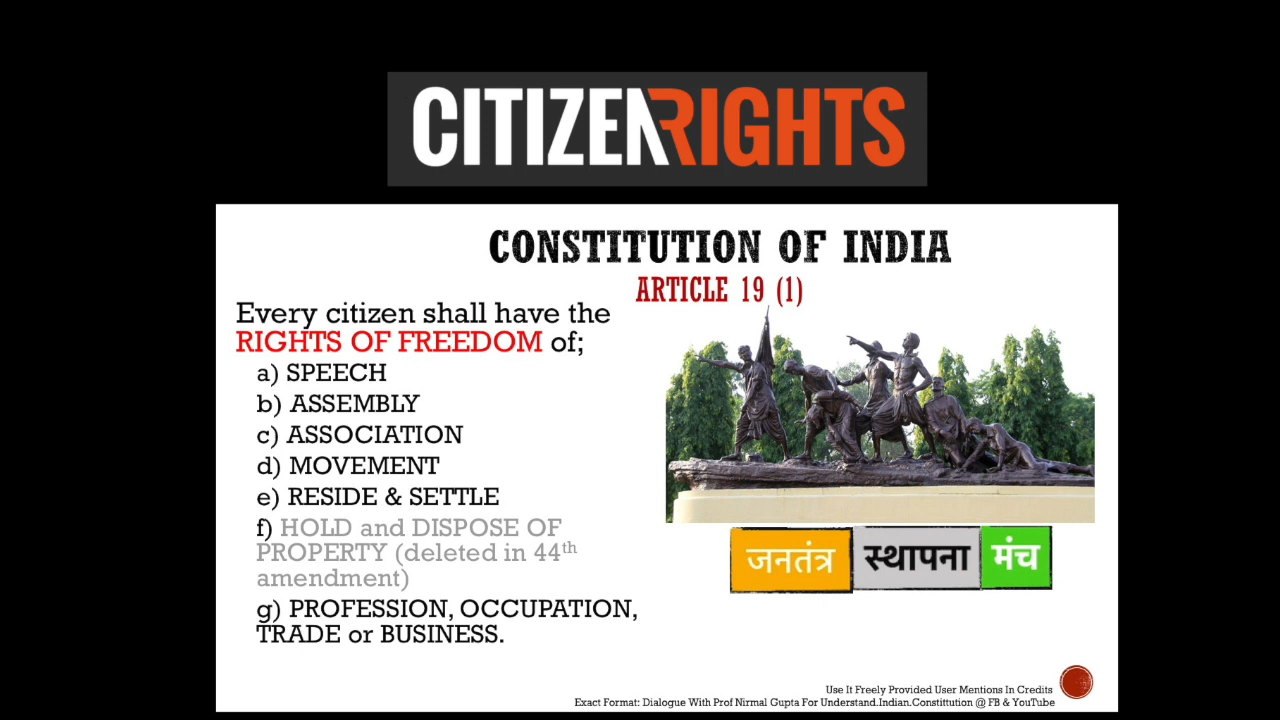 CITIZENRIGHTS
CONSTITUTION OF INDIA
ARTICLE 19 (1)
Every citizen shall have the
RIGHTS OF FREEDOM of;
a) SPEECH
b) ASSEMBLY
c) ASSOCIATION
d) MOVEMENT
e) RESIDE & SETTLE
f) HOLD and DISPOSE OF
PROPERTY (deleted in 44th
amendment)
g) PROFESSION, OCCUPATION,
TRADE or BUSINESS.
जनतंत्र स्थापना मंच
Use It Freely Provided User Mentions In Credits
Exact Format: Dialogue With Prof Nirmal Gupta For Understand.Indian.Constitution @ FB & YouTube